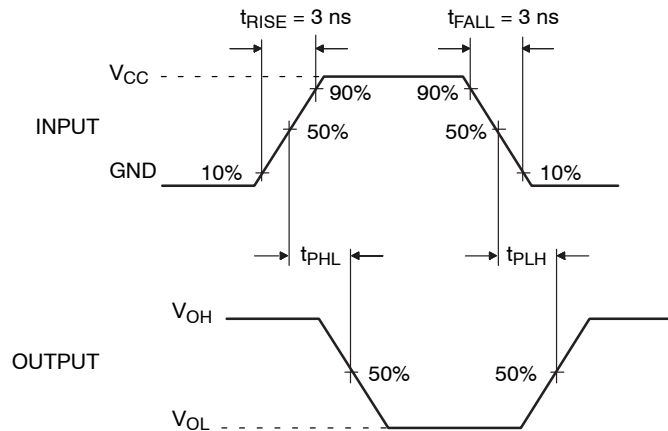 tRISE = 3 ns
tFALL = 3 ns
VCC
90%
90%
INPUT
50%
50%
GND
10%
10%
tPHL
tPLH
VOH
OUTPUT
50%
50%
VOL